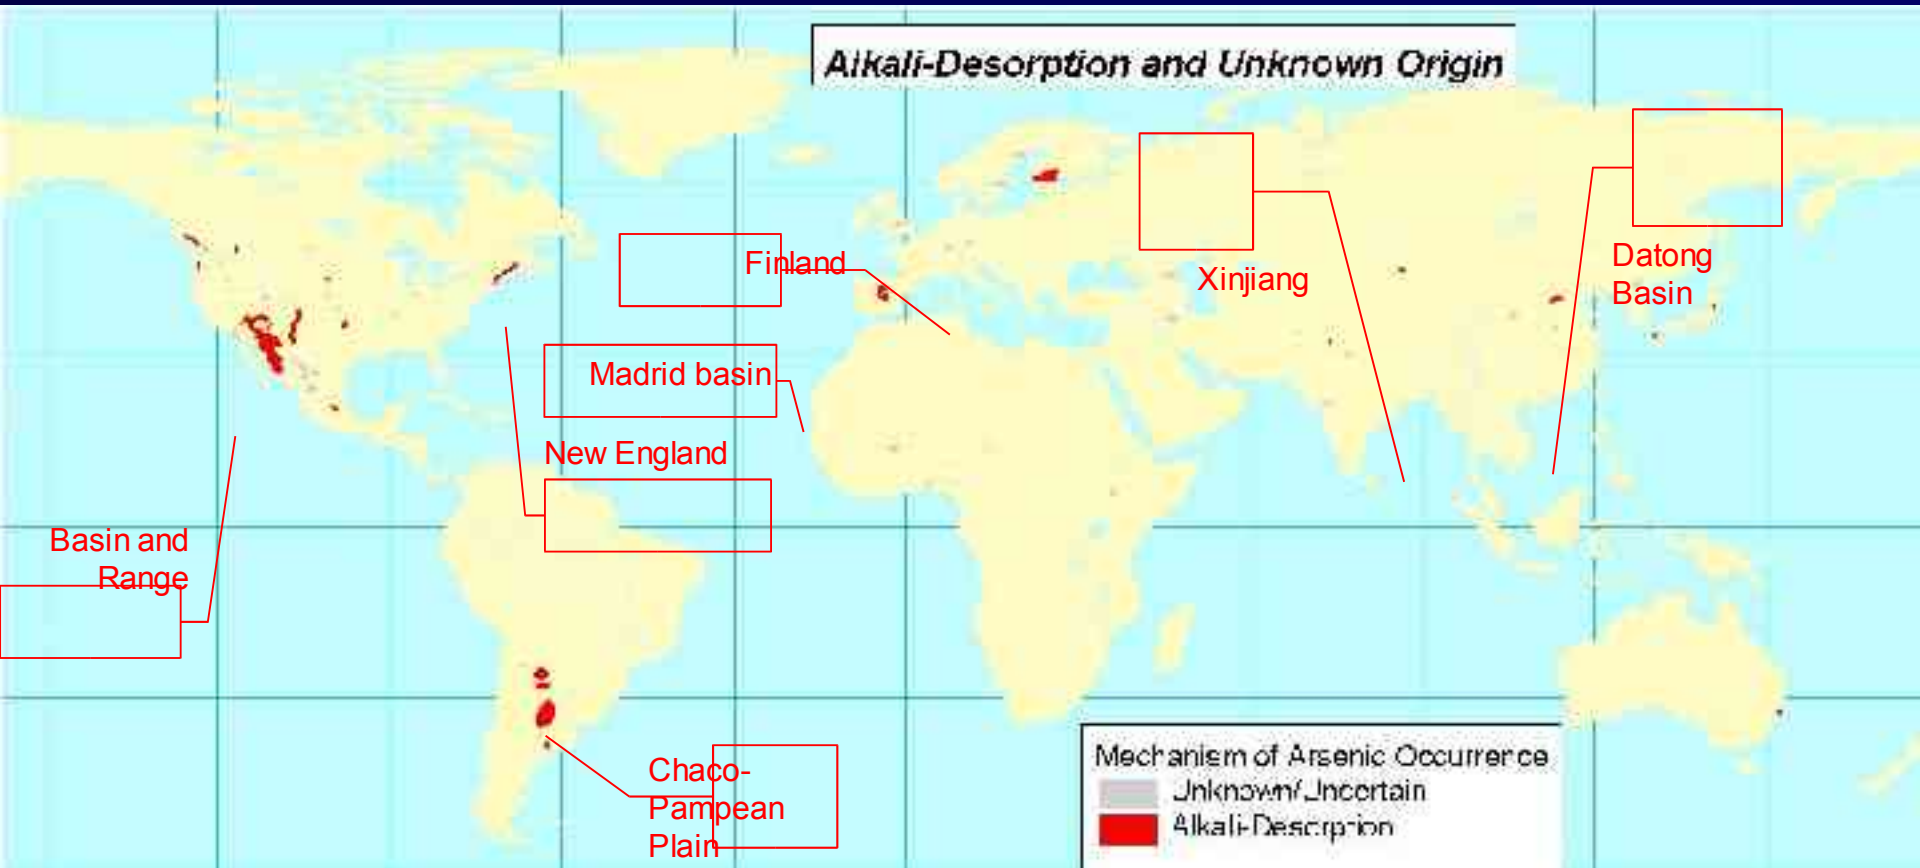 Alkali-Desorption and Unknown Origin
Finland
Xinjiang
Datong
Basin
Madrid basin
New England
Basin and
Range
Chaco-
Pampean
Plain
Mechanism of Arsenic Occurrence
Unknown/Uncertain
Alkali-Desorption